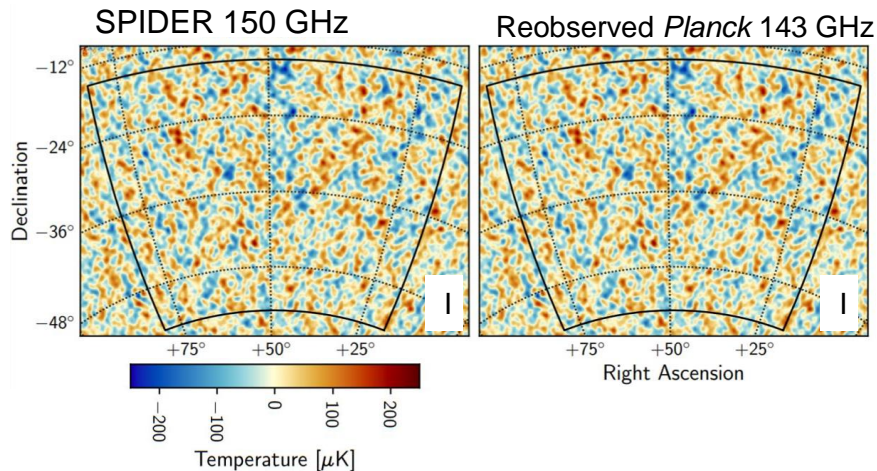 SPIDER 150 GHz
Reobserved Planck 143 GHz
−12°
−24°
−36°
−48°
Declination
I
I
+75°
+50°
+25°
+75°
+50°
+25°
Right Ascension
−200
−100
0
100
200
Temperature [μK]